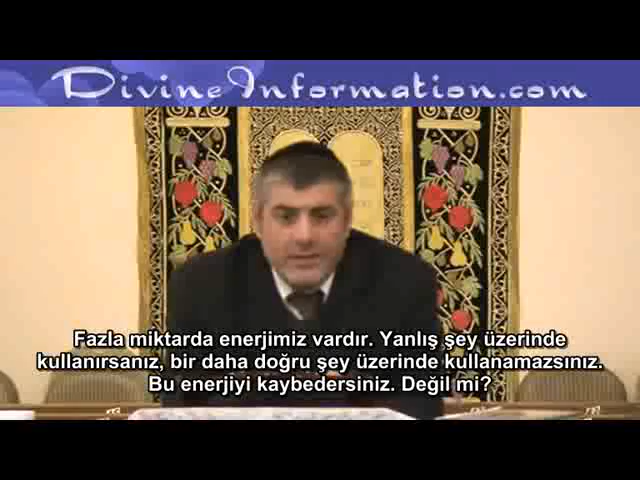 DivineInformation.com
Fazla miktarda enerjimiz vardır. Yanlış şey üzerinde
kullanırsanız, bir daha doğru şey üzerinde kullanamazsınız.
Bu enerjiyi kaybedersiniz. Değil mi?